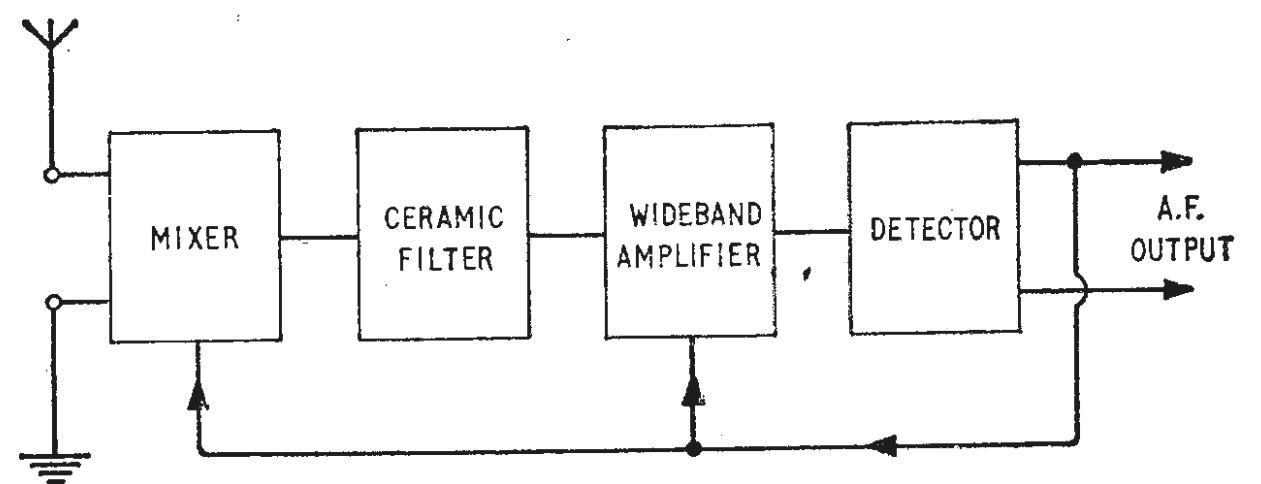 MIXER
CERAMIC
FILTER
WIDEBAND
AMPLIFIER
DETECTOR
A.F.
OUTPUT